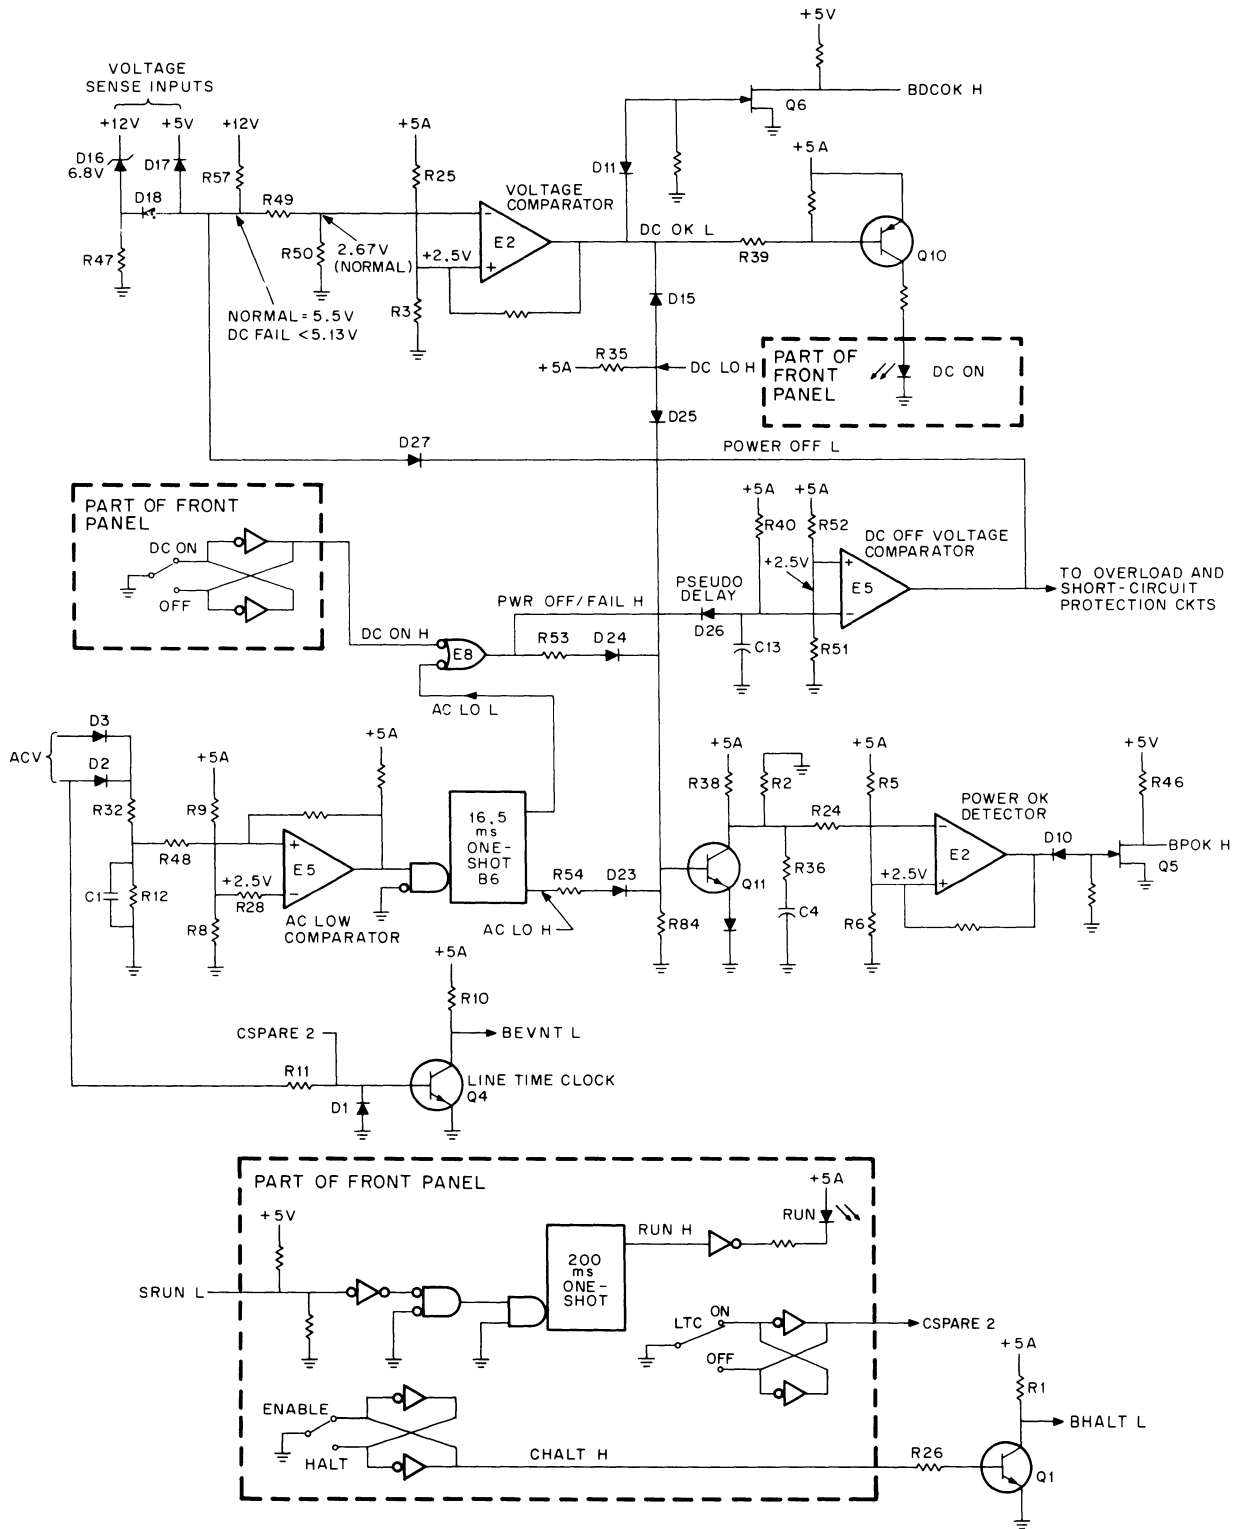 +5V
VOLTAGE
SENSE INPUTS
+12V
+5V
+12V
+5A
BDCOK H
Q6
D16
6.8V
D17
R57
R25
D11
+5A
D18
R49
VOLTAGE
COMPARATOR
R47
R50
2.67V
(NORMAL)
+2.5V
-
+
E2
DC OK L
R39
Q10
NORMAL = 5.5V
DC FAIL <5.13V
R3
D15
+5A
R35
DC LO H
PART OF
FRONT
PANEL
DC ON
D25
D27
POWER OFF L
PART OF FRONT
PANEL
DC ON
OFF
+5A
+5A
R40
R52
DC OFF VOLTAGE
COMPARATOR
+2.5V
+
-
E5
TO OVERLOAD AND
SHORT-CIRCUIT
PROTECTION CKTS
PSEUDO
DELAY
PWR OFF/FAIL H
D26
DC ON H
E8
R53
D24
C13
R51
AC LO L
ACV
D3
D2
+5A
+5A
R32
R9
R48
+
-
E5
+2.5V
R28
C1
R12
R8
AC LOW
COMPARATOR
16.5
ms
ONE-
SHOT
B6
R54
D23
AC LO H
R84
+5A
R38
R2
+5A
R5
R24
POWER OK
DETECTOR
+5V
R46
Q11
R36
C4
-
+
E2
+2.5V
R6
D10
BPOK H
Q5
+5A
R10
CSPARE 2
BEVNT L
R11
LINE TIME CLOCK
D1
Q4
PART OF FRONT PANEL
+5V
+5A
RUN
RUN H
200
ms
ONE-
SHOT
SRUN L
LTC
ON
OFF
CSPARE 2
+5A
R1
ENABLE
HALT
CHALT H
R26
BHALT L
Q1